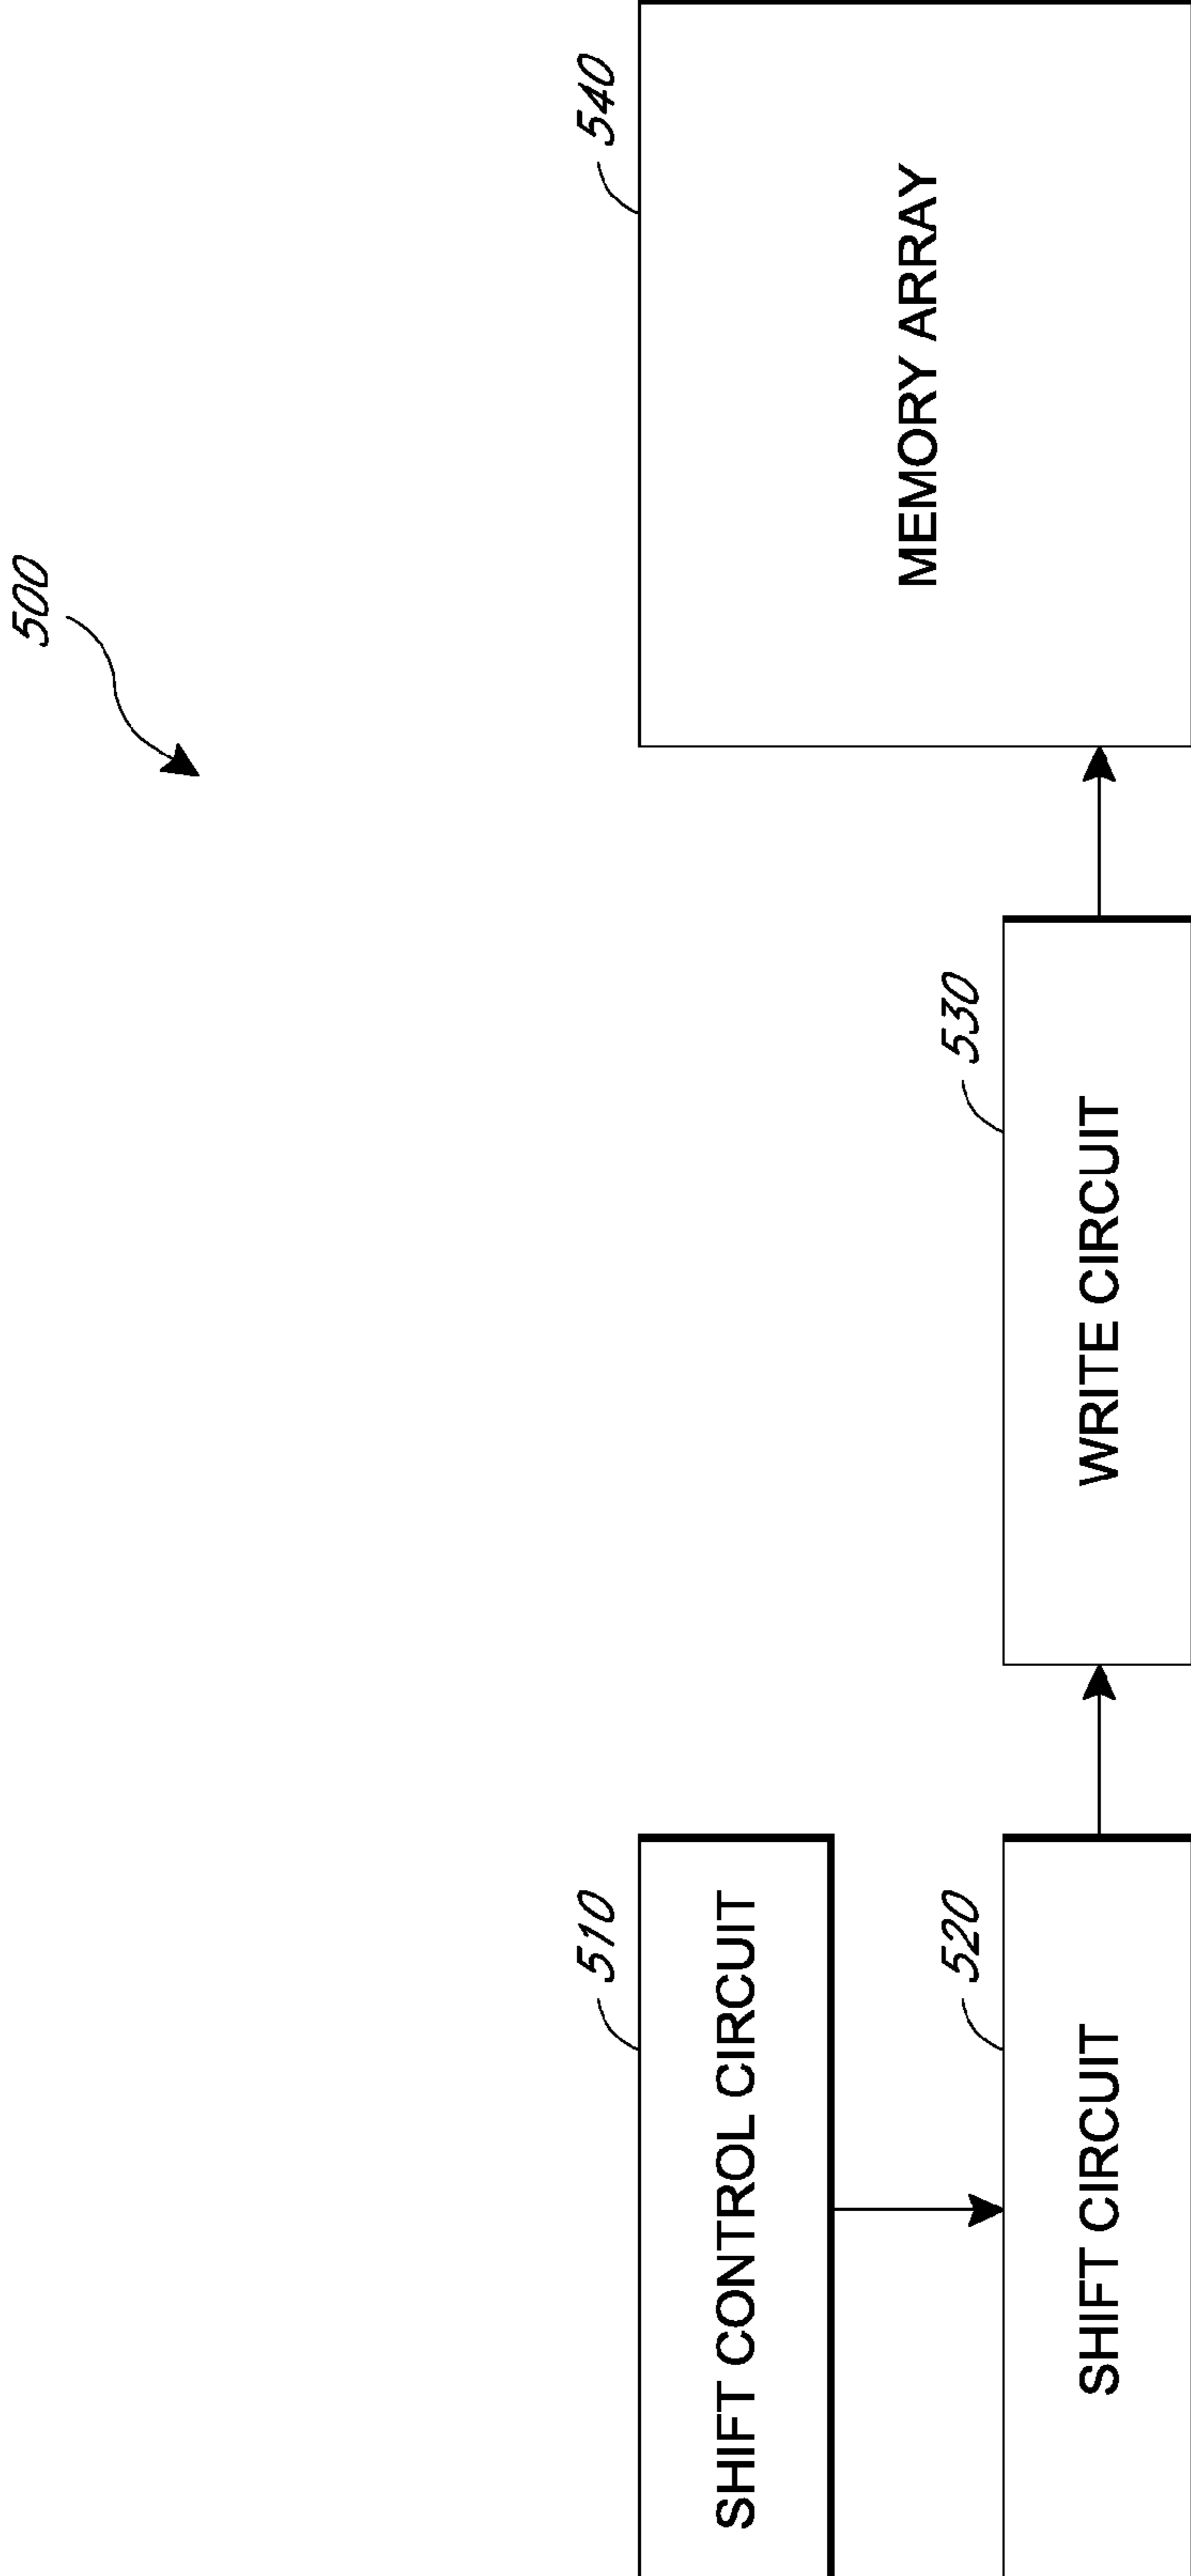 500
510
SHIFT CONTROL CIRCUIT
540
MEMORY ARRAY
520
SHIFT CIRCUIT
530
WRITE CIRCUIT